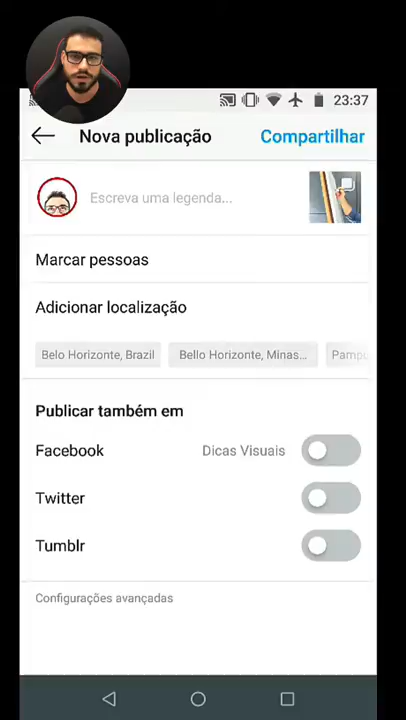 23:37
Nova publicação
Compartilhar
Escreva uma legenda...
Marcar pessoas
Adicionar localização
Belo Horizonte, Brazil
Bello Horizonte, Minas...
Publicar também em
Facebook
Dicas Visuais
Twitter
Tumblr
Configurações avançadas